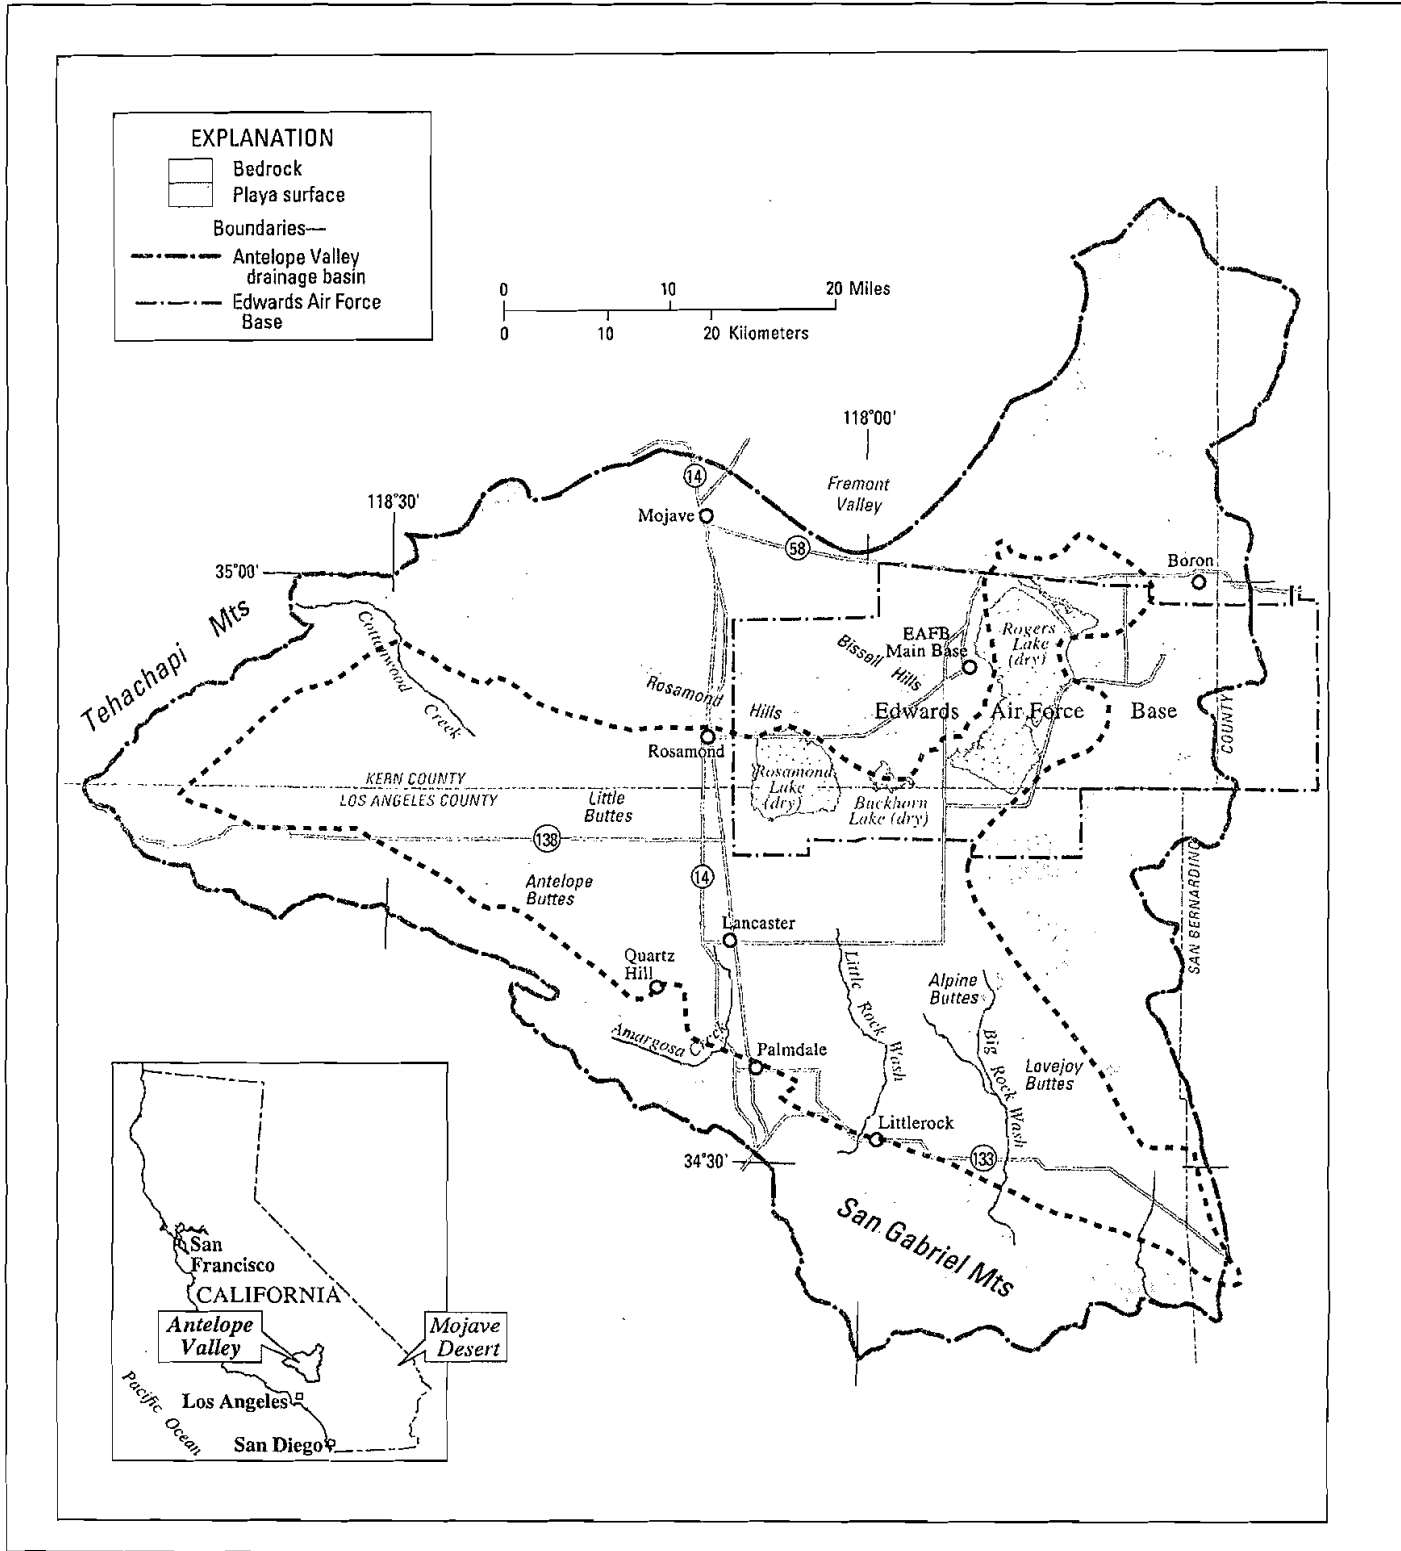 EXPLANATION
Bedrock
Playa surface
Boundaries—
Antelope Valley
drainage basin
Edwards Air Force
Base
0 10 20 Miles
0 10 20 Kilometers
118°00'
Fremont
Valley
14
118°30'
Mojave
58
Boron
35°00'
Tehachapi Mts
Cottonwood
Creek
EAFB
Main Base
Rogers
Lake
(dry)
Bissell Hills
Rosamond
Hills
Edwards Air Force Base
Rosamond
COUNTY
KERN COUNTY
LOS ANGELES COUNTY
Little
Buttes
Rosamond
Lake
(dry)
Buckhorn
Lake (dry)
138
14
Antelope
Buttes
SAN BERNARDINO
Lancaster
Quartz
Hill
Little Rock Wash
Alpine
Buttes
Amargosa Creek
Palmdale
Big Rock Wash
Lovejoy
Buttes
Littlerock
34°30'
133
San Gabriel Mts
San
Francisco
CALIFORNIA
Antelope
Valley
Mojave
Desert
Pacific Ocean
Los Angeles
San Diego